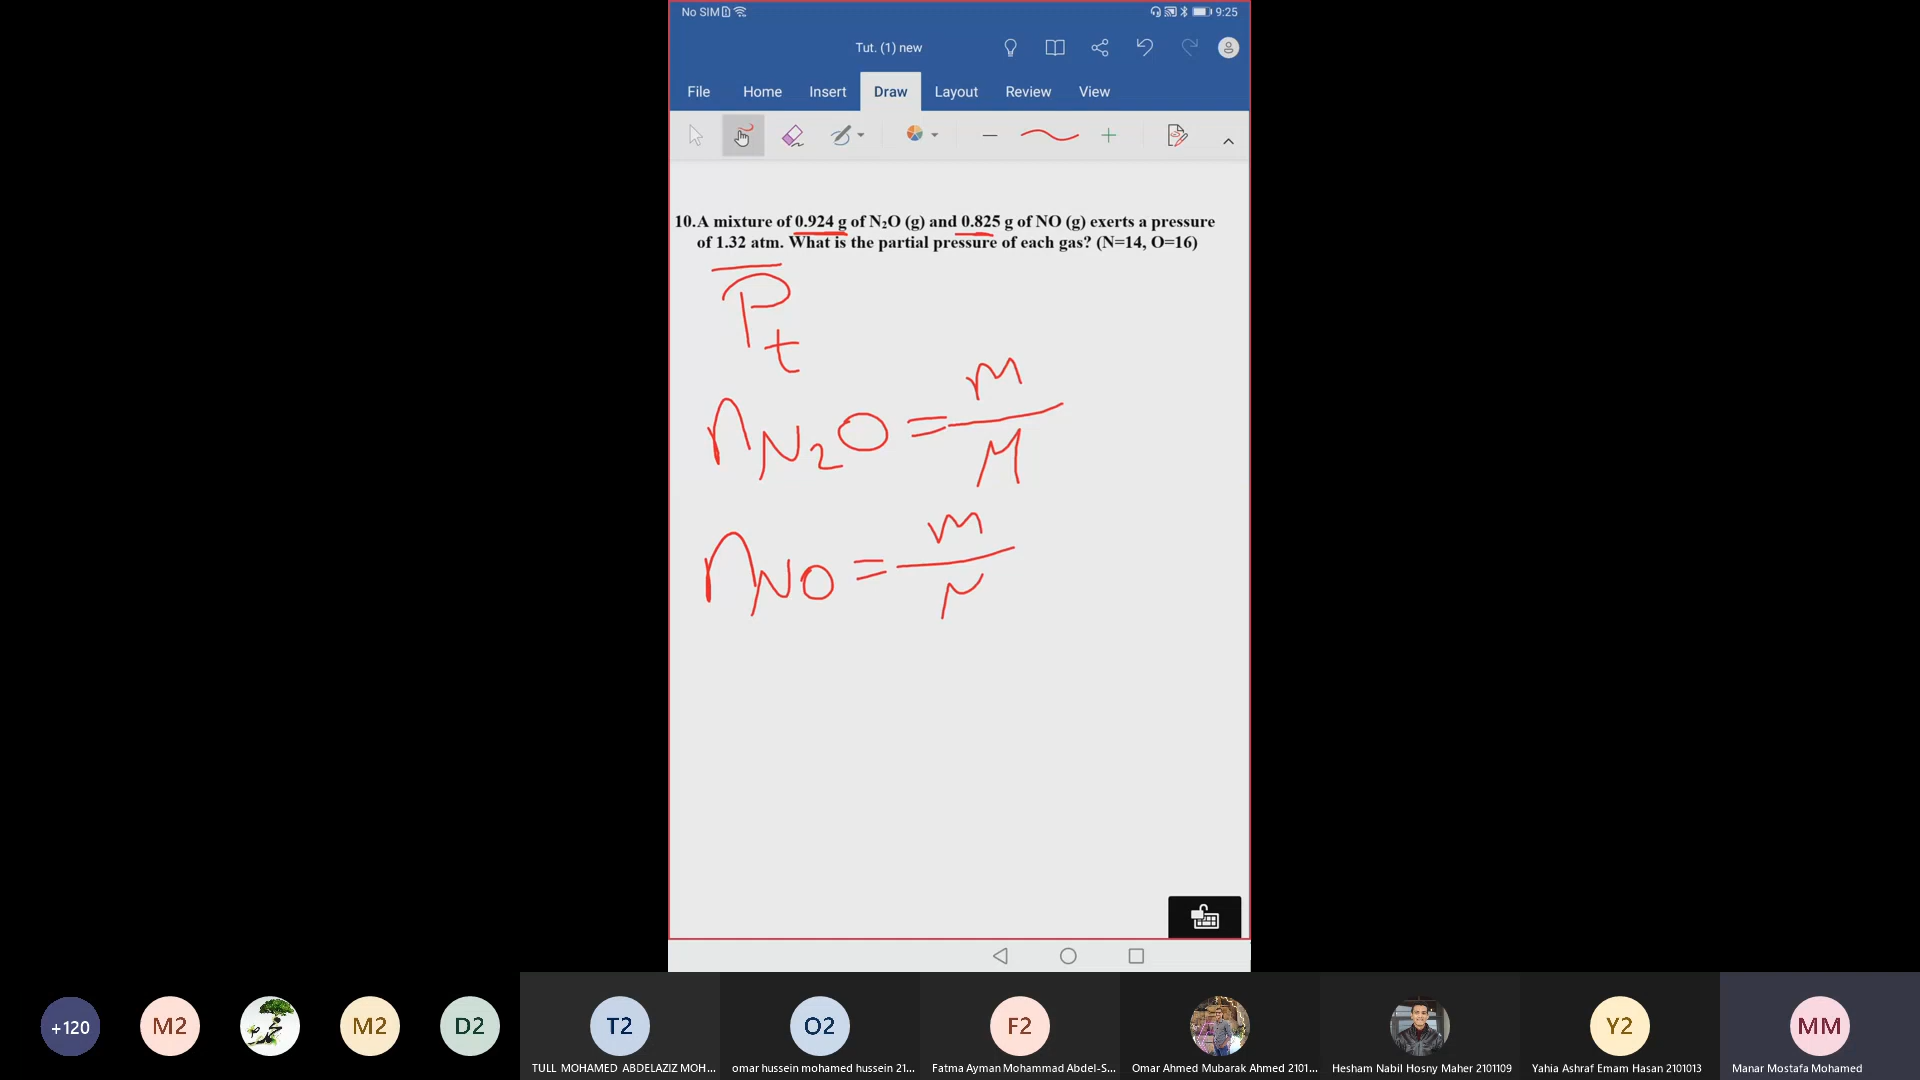 No SIM 9:25
Tut. (1) new
File Home Insert Draw Layout Review View
10.A mixture of 0.924 g of N₂O (g) and 0.825 g of NO (g) exerts a pressure
of 1.32 atm. What is the partial pressure of each gas? (N=14, O=16)
P
t
m
n N₂O =
M
m
n NO =
M2 M2 D2 T2 O2 F2 Y2 MM
+120
TULL MOHAMED ABDELAZIZ MOH... omar hussein mohamed hussein 21... Fatma Ayman Mohammad Abdel-S... Omar Ahmed Mubarak Ahmed 2101... Hesham Nabil Hosny Maher 2101109 Yahia Ashraf Emam Hasan 2101013 Manar Mostafa Mohamed